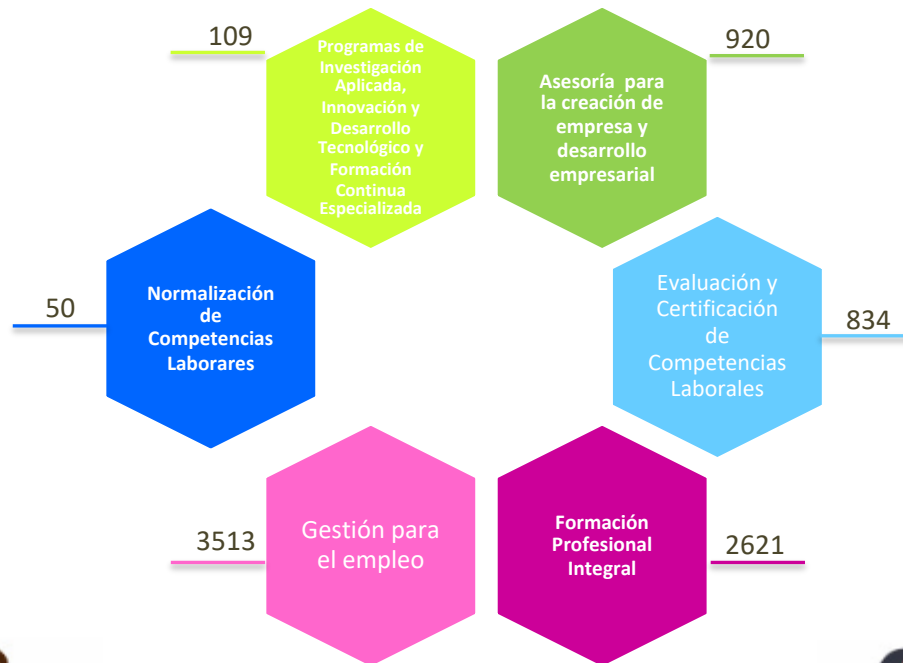 109
Programas de
Investigación
Aplicada,
Innovación y
Desarrollo
Tecnológico y
Formación
Continua
Especializada
920
Asesoría para
la creación de
empresa y
desarrollo
empresarial
50
Normalización
de
Competencias
Laborares
Evaluación y
Certificación
de
Competencias
Laborales
834
3513
Gestión para
el empleo
Formación
Profesional
Integral
2621